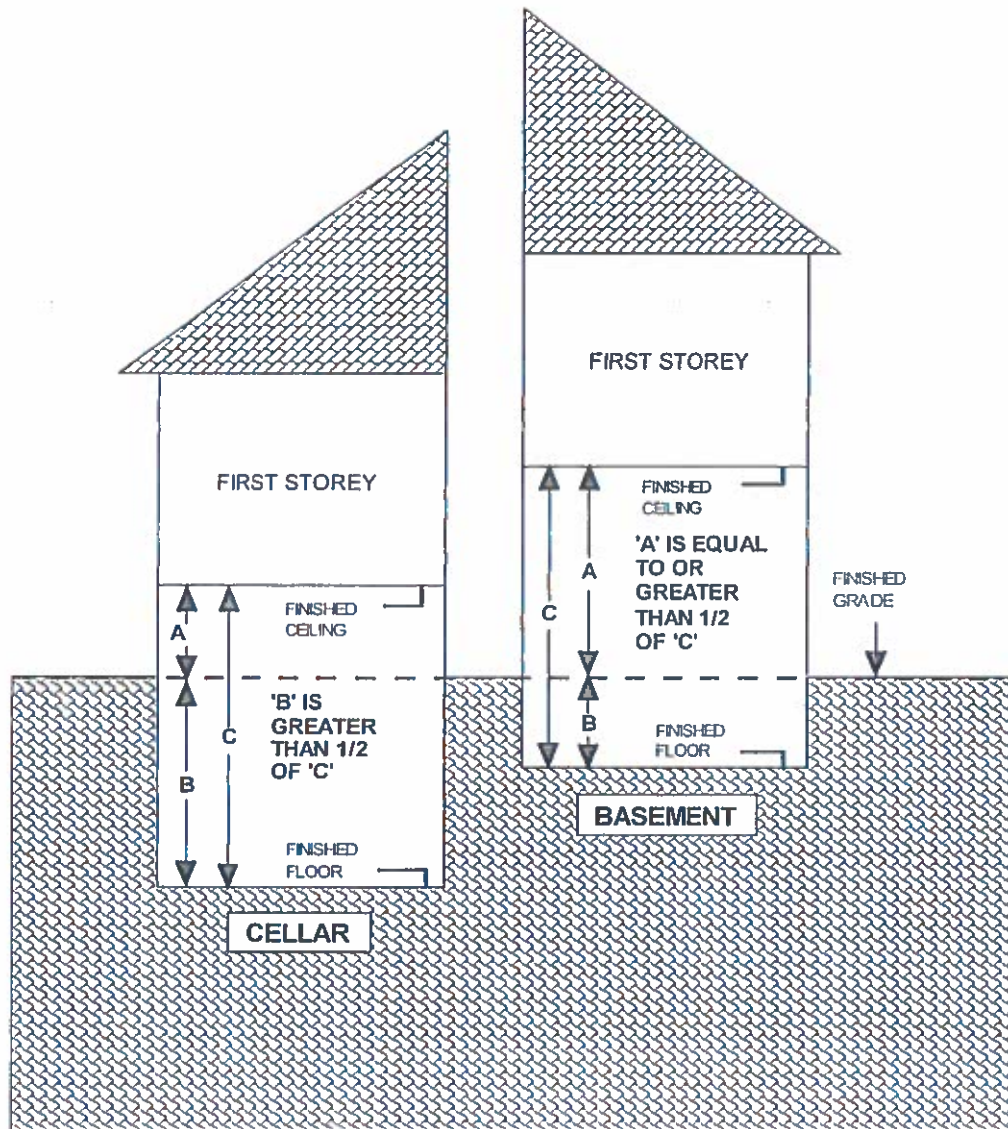 FIRST STOREY
FINISHED
CEILING
A
C
'B' IS
GREATER
THAN 1/2
OF 'C'
B
FINISHED
FLOOR
CELLAR
FIRST STOREY
FINISHED
CEILING
'A' IS EQUAL
TO OR
GREATER
THAN 1/2
OF 'C'
A
C
B
FINISHED
FLOOR
BASEMENT
FINISHED
GRADE